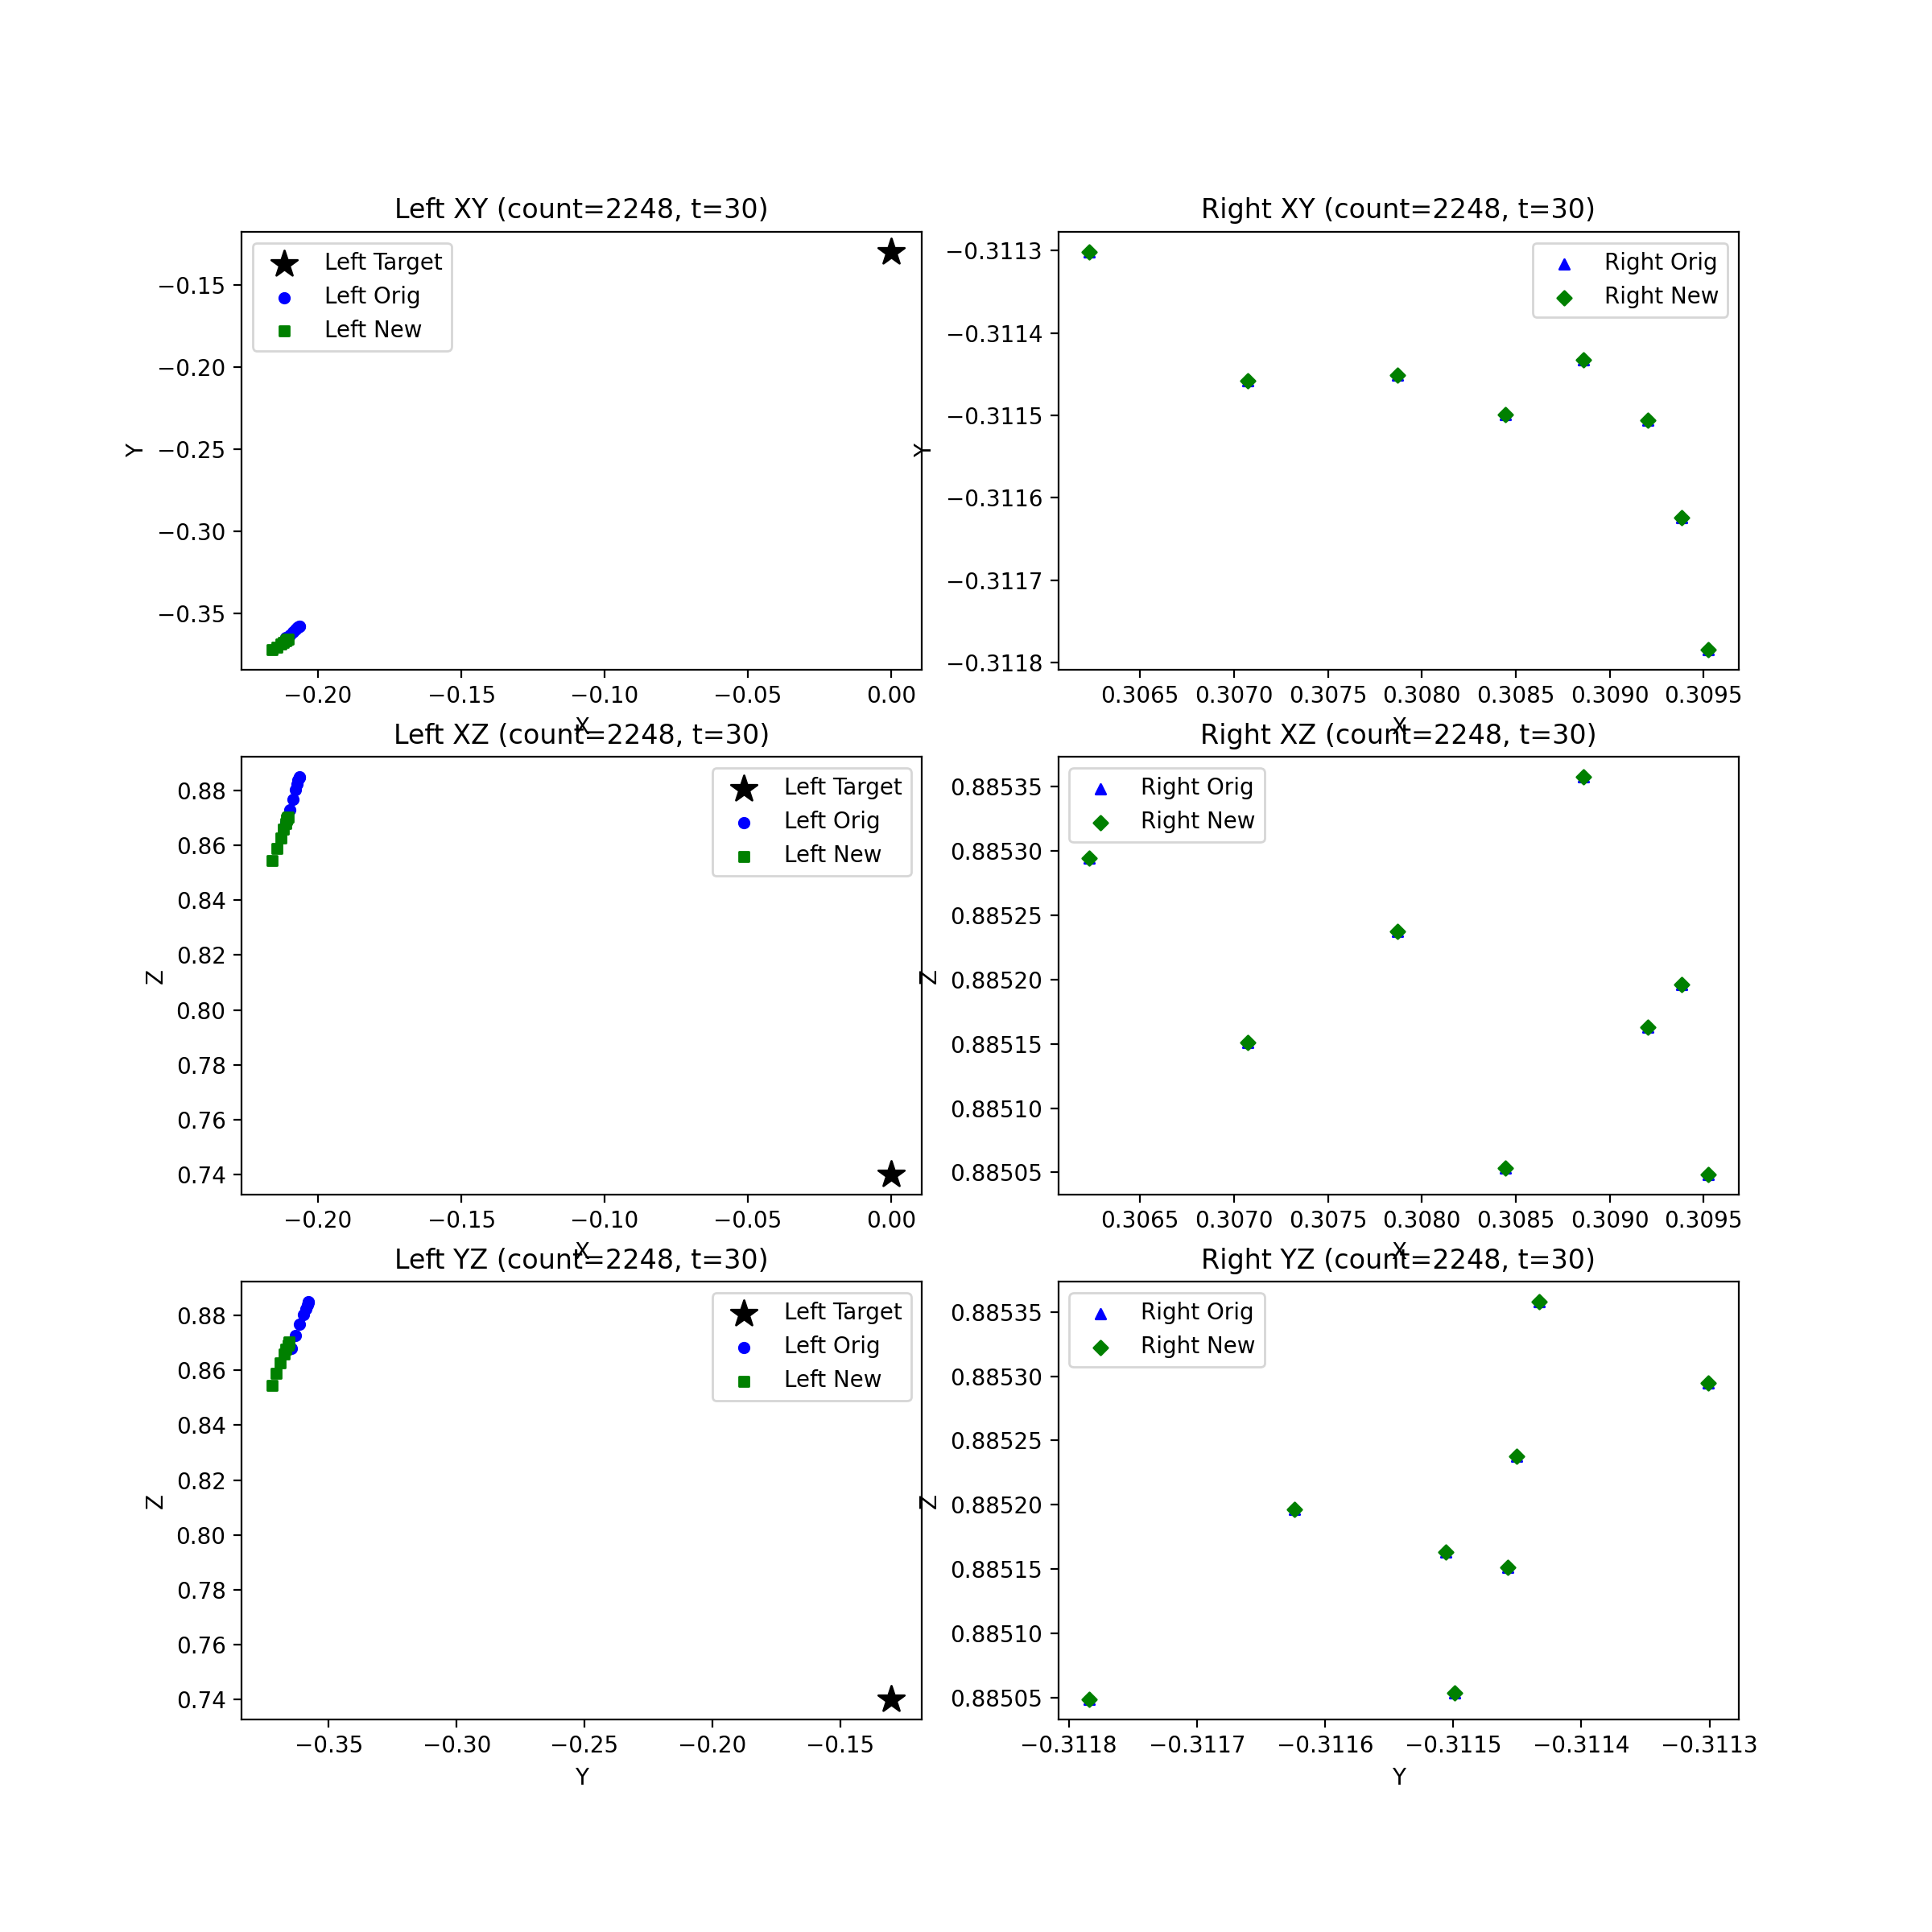 Left XY (count=2248, t=30)
Left Target
Left Orig
Left New
−0.15
−0.20
−0.25
−0.30
−0.35
Y
−0.20
−0.15
−0.10
−0.05
0.00
X
Right XY (count=2248, t=30)
Right Orig
Right New
−0.3113
−0.3114
−0.3115
−0.3116
−0.3117
−0.3118
Y
0.3065
0.3070
0.3075
0.3080
0.3085
0.3090
0.3095
X
Left XZ (count=2248, t=30)
Left Target
Left Orig
Left New
0.88
0.86
0.84
0.82
0.80
0.78
0.76
0.74
Z
−0.20
−0.15
−0.10
−0.05
0.00
X
Right XZ (count=2248, t=30)
Right Orig
Right New
0.88535
0.88530
0.88525
0.88520
0.88515
0.88510
0.88505
Z
0.3065
0.3070
0.3075
0.3080
0.3085
0.3090
0.3095
X
Left YZ (count=2248, t=30)
Left Target
Left Orig
Left New
0.88
0.86
0.84
0.82
0.80
0.78
0.76
0.74
Z
−0.35
−0.30
−0.25
−0.20
−0.15
Y
Right YZ (count=2248, t=30)
Right Orig
Right New
0.88535
0.88530
0.88525
0.88520
0.88515
0.88510
0.88505
Z
−0.3118
−0.3117
−0.3116
−0.3115
−0.3114
−0.3113
Y